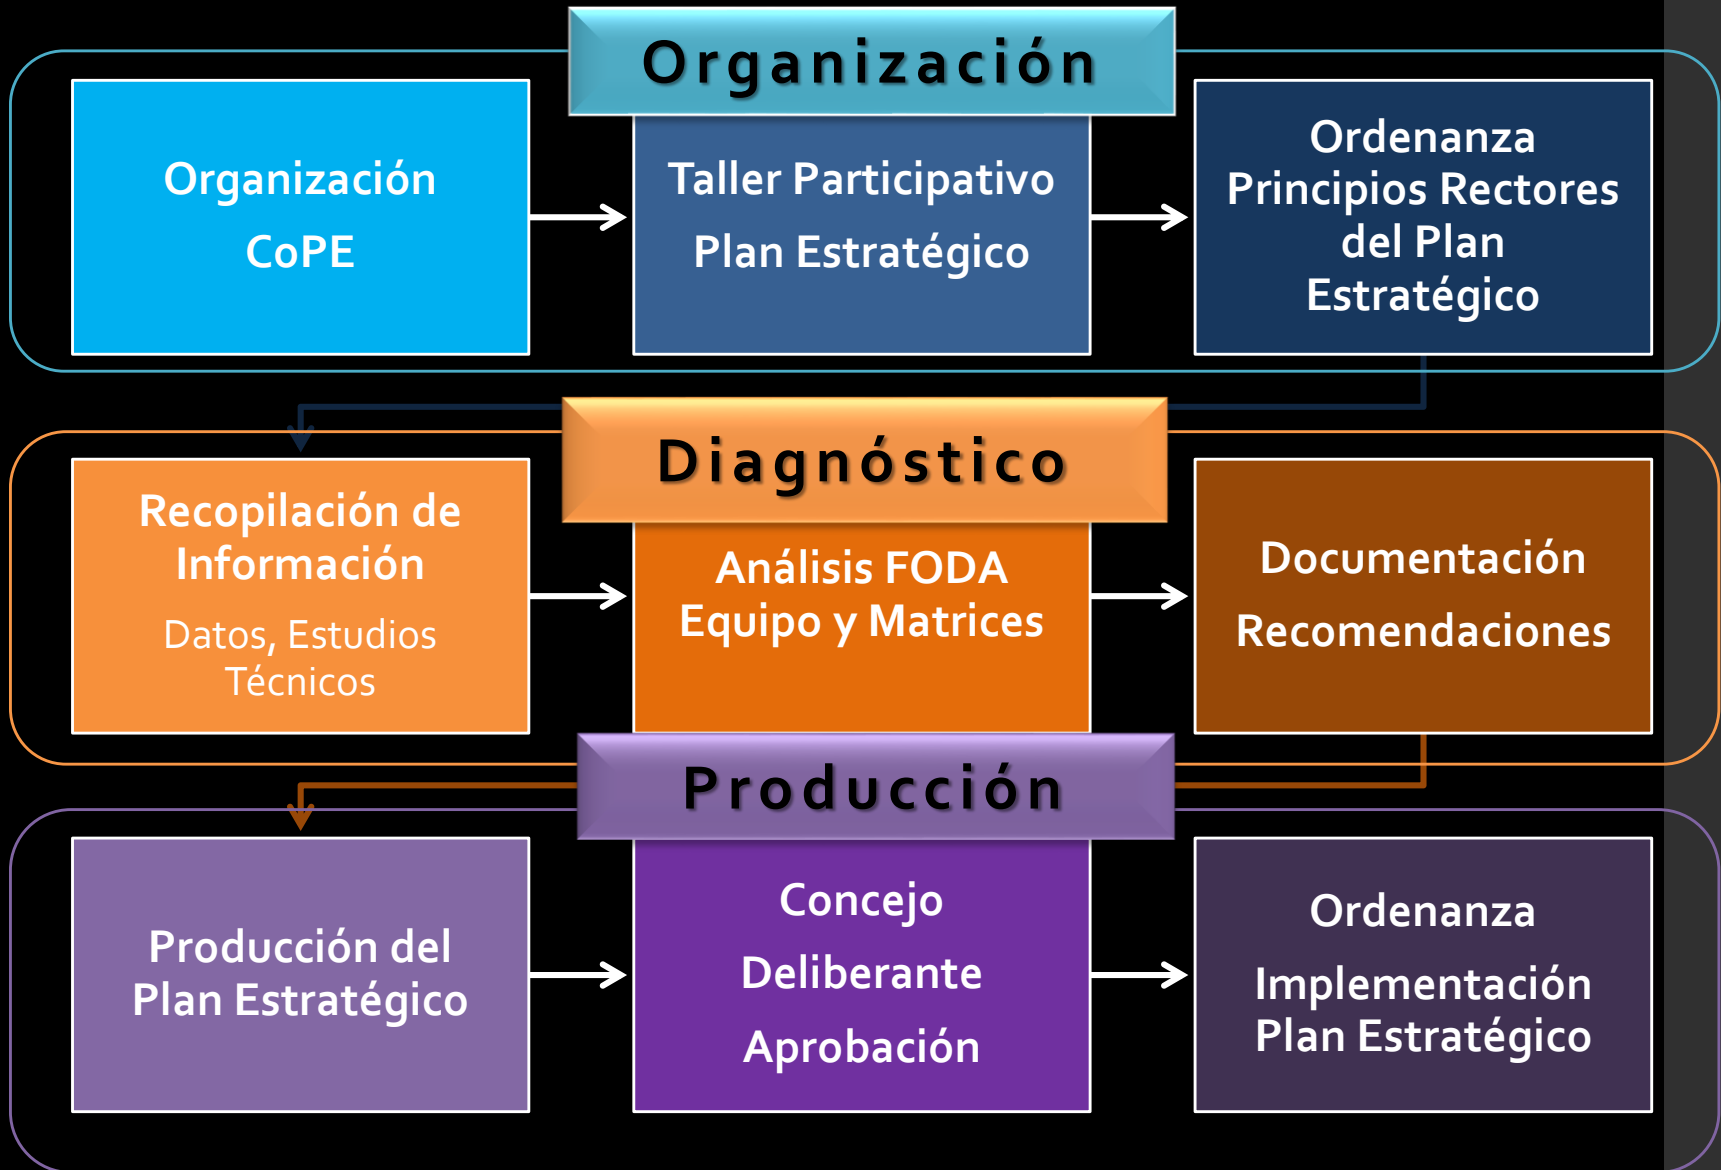 Organización
Organización
CoPE
Taller Participativo
Plan Estratégico
Ordenanza
Principios Rectores
del Plan
Estratégico
Diagnóstico
Recopilación de
Información
Datos, Estudios
Técnicos
Análisis FODA
Equipo y Matrices
Documentación
Recomendaciones
Producción
Producción del
Plan Estratégico
Concejo
Deliberante
Aprobación
Ordenanza
Implementación
Plan Estratégico